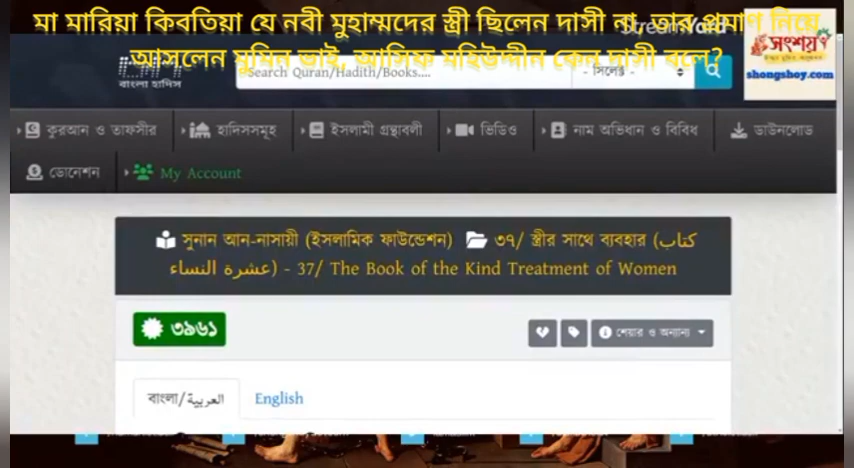 মা মারিয়া কিবতিয়া যে নবী মুহাম্মদের স্ত্রী ছিলেন দাসী না, তার প্রমাণ নিয়ে
আসলেন মুমিন ভাই, আসিফ মহিউদ্দীন কেন দাসী বলে?
StreamYard
সংশয়
shongshoy.com
বাংলা হাদিস
Search Quran/Hadith/Books....
- সিলেক্ট -
কুরআন ও তাফসীর
হাদিসসমূহ
ইসলামী গ্রন্থাবলী
ভিডিও
নাম অভিধান ও বিবিধ
ডাউনলোড
ডোনেশন
My Account
সুনান আন-নাসায়ী (ইসলামিক ফাউন্ডেশন) ৩৭/ স্ত্রীর সাথে ব্যবহার (كتاب
عشرة النساء) - 37/ The Book of the Kind Treatment of Women
৩৯৬১
শেয়ার ও অন্যান্য
বাংলা/العربية
English